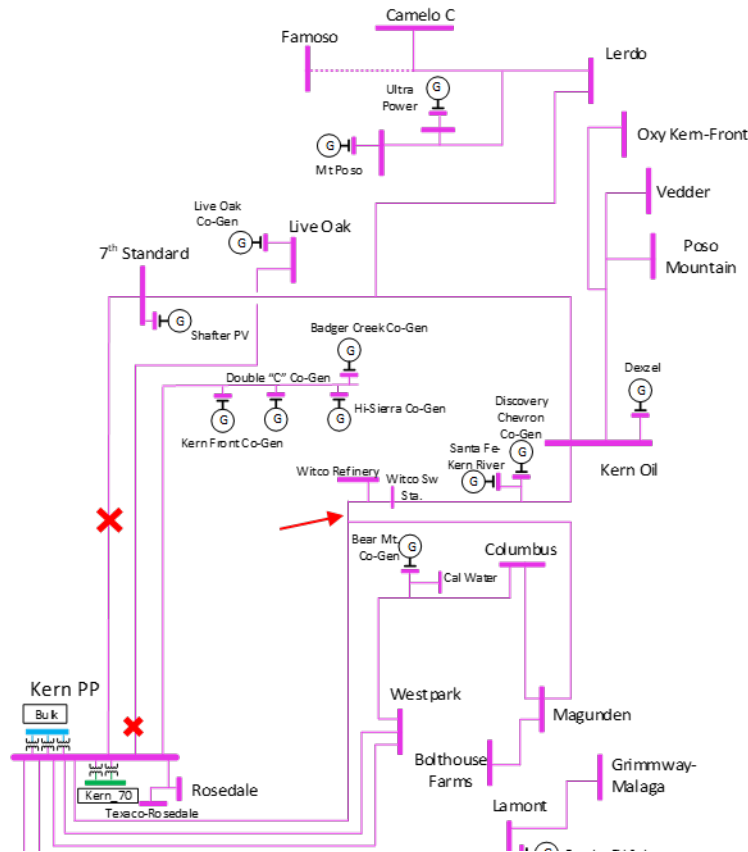 Camelo C
Famoso
Lerdo
Ultra
Power
G
Oxy Kern-Front
G
Mt Poso
Vedder
Live Oak
Co-Gen
Live Oak
G
Poso
Mountain
7th Standard
G
Shafter PV
Badger Creek Co-Gen
G
Double "C" Co-Gen
Dexzel
G
Hi-Sierra Co-Gen
G
G
G
Kern Front Co-Gen
Discovery
Chevron
Co-Gen
G
Santa Fe-
Kern River
G
Kern Oil
Witco Refinery
Witco Sw
Sta.
Bear Mt.
Co-Gen
G
Columbus
Cal Water
Kern PP
Bulk
Westpark
Magunden
Bolthouse
Farms
Grimmway-
Malaga
Kern_70
Rosedale
Texaco-Rosedale
Lamont
G